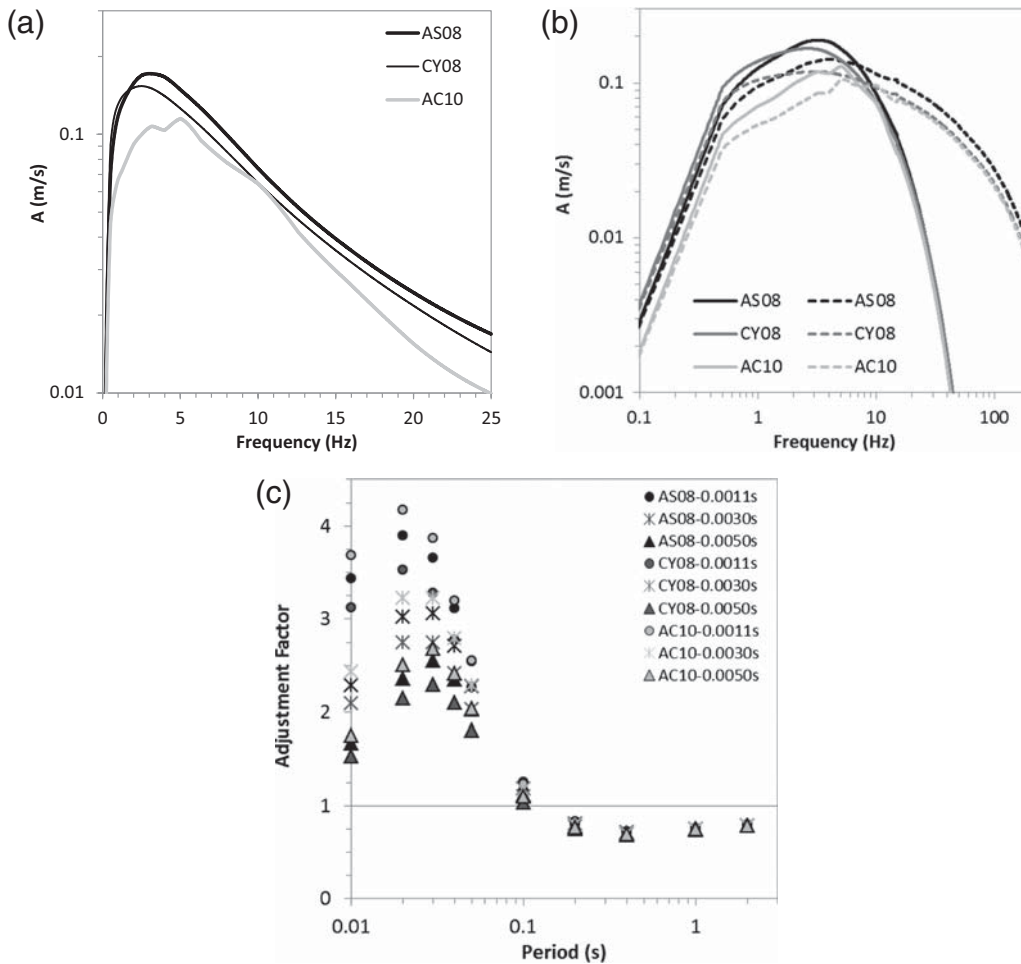 (a)
AS08
CY08
AC10
A (m/s)
0.1
0.01
0 5 10 15 20 25
Frequency (Hz)
(b)
A (m/s)
0.1
0.01
0.001
AS08 AS08
CY08 CY08
AC10 AC10
0.1 1 10 100
Frequency (Hz)
(c)
Adjustment Factor
4
3
2
1
0
AS08-0.0011s
AS08-0.0030s
AS08-0.0050s
CY08-0.0011s
CY08-0.0030s
CY08-0.0050s
AC10-0.0011s
AC10-0.0030s
AC10-0.0050s
0.01 0.1 1
Period (s)